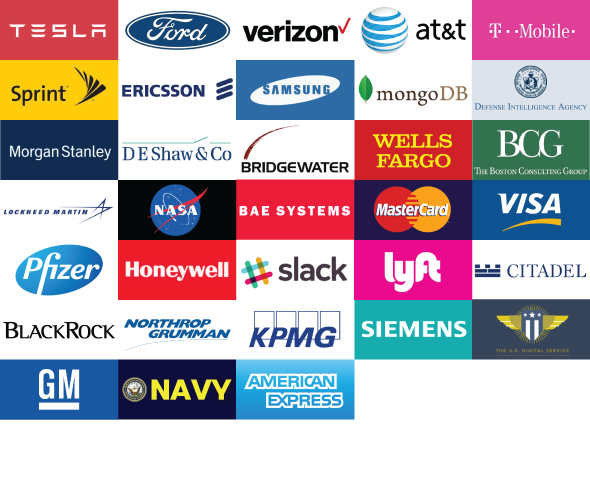 TESLA
Ford
verizon
at&t
T··Mobile·
Sprint
ERICSSON
SAMSUNG
mongoDB
DEFENSE INTELLIGENCE AGENCY
Morgan Stanley
DE Shaw & Co
BRIDGEWATER
WELLS
FARGO
BCG
THE BOSTON CONSULTING GROUP
LOCKHEED MARTIN
NASA
BAE SYSTEMS
MasterCard
VISA
Pfizer
Honeywell
slack
lyft
CITADEL
BLACKROCK
NORTHROP
GRUMMAN
KPMG
SIEMENS
THE U.S. DIGITAL SERVICE
GM
NAVY
AMERICAN
EXPRESS